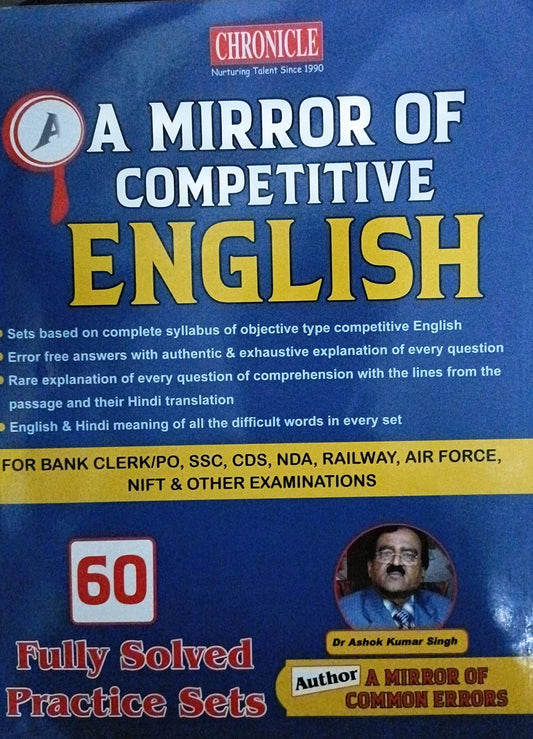 CHRONICLE
Nurturing Talent Since 1990
A
A MIRROR OF
COMPETITIVE
ENGLISH
Sets based on complete syllabus of objective type competitive English
Error free answers with authentic & exhaustive explanation of every question
Rare explanation of every question of comprehension with the lines from the
passage and their Hindi translation
English & Hindi meaning of all the difficult words in every set
FOR BANK CLERK/PO, SSC, CDS, NDA, RAILWAY, AIR FORCE,
NIFT & OTHER EXAMINATIONS
60
Fully Solved
Practice Sets
Dr Ashok Kumar Singh
Author A MIRROR OF
COMMON ERRORS